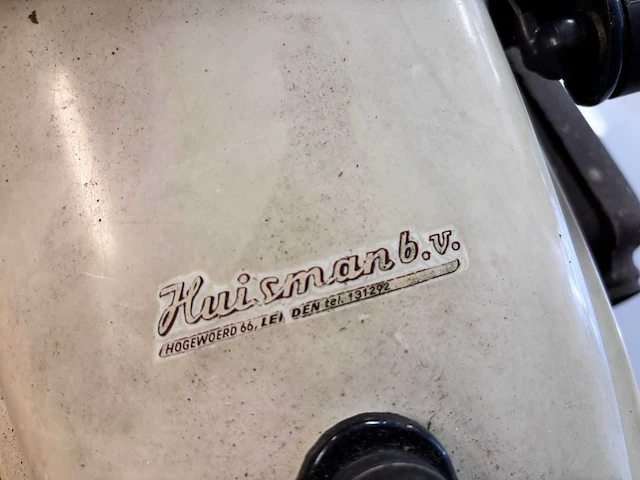 Huisman b.v.
HOGEWOERD 66, LEIDEN tel. 131292